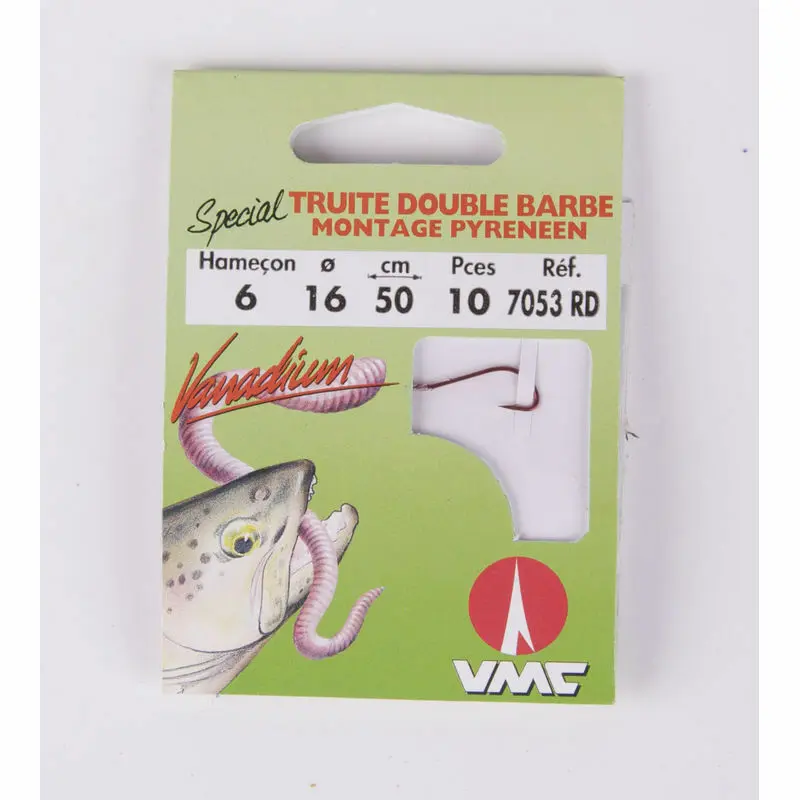 Special TRUITE DOUBLE BARBE
MONTAGE PYRENEEN
Hameçon ø cm Pces Réf.
6 16 50 10 7053 RD
Vanadium
VMC